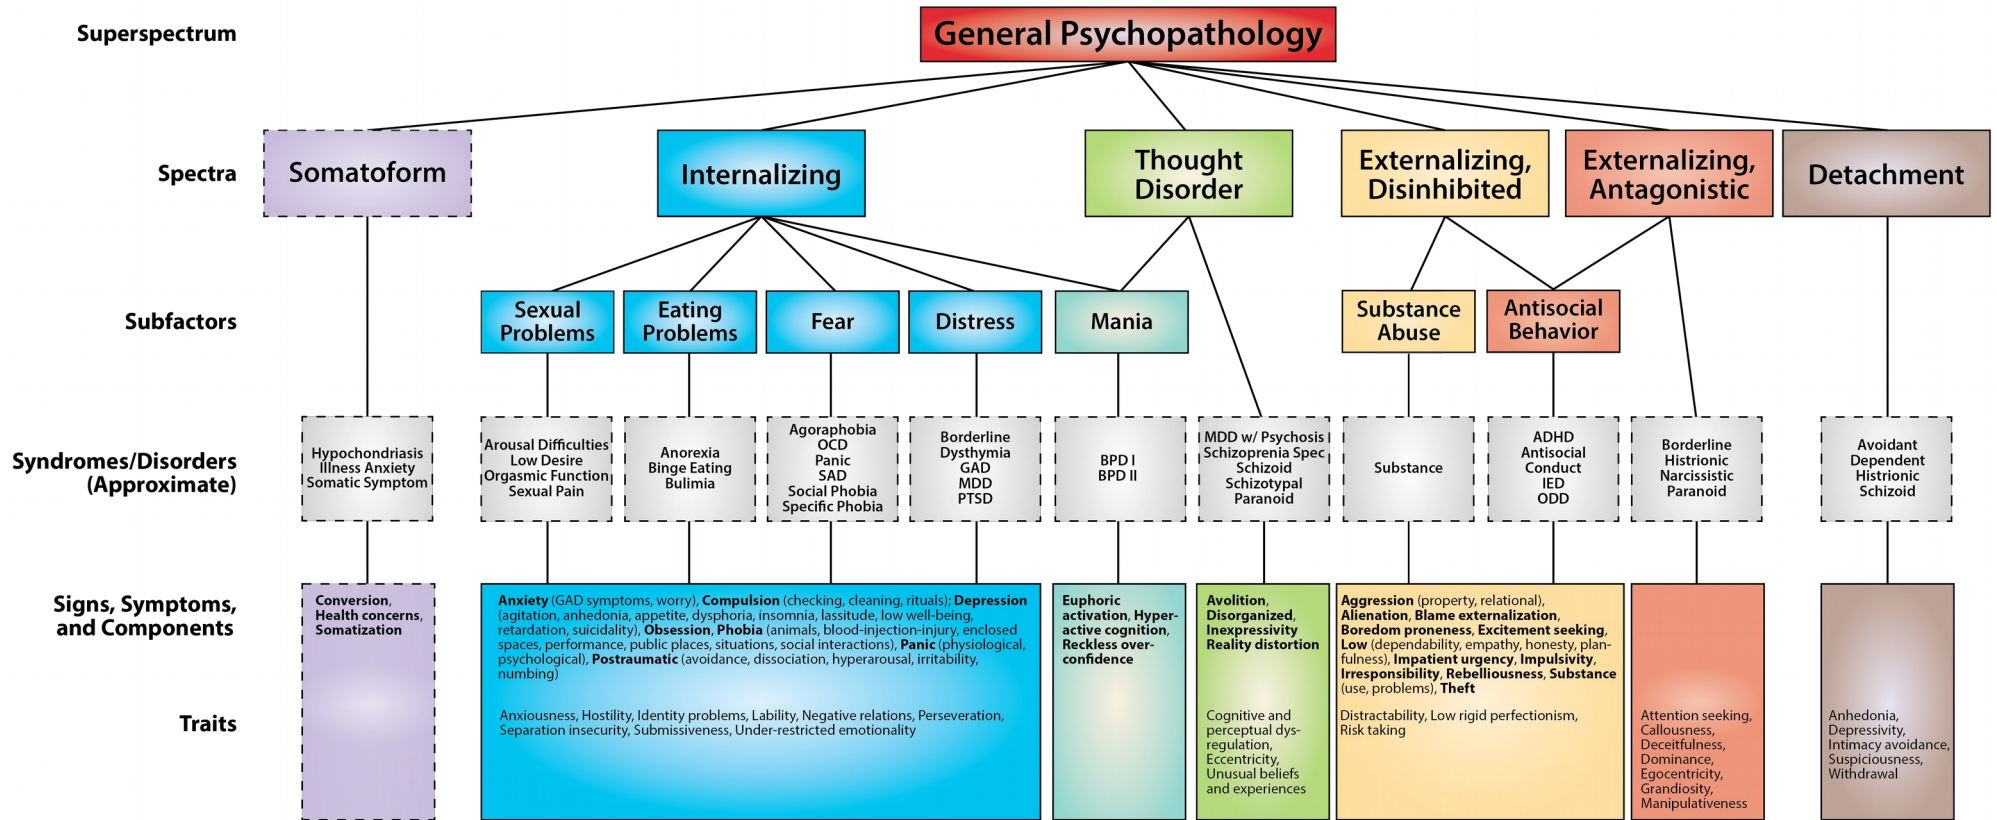 Superspectrum
General Psychopathology
Spectra
Somatoform
Internalizing
Thought
Disorder
Externalizing,
Disinhibited
Externalizing,
Antagonistic
Detachment
Subfactors
Sexual
Problems
Eating
Problems
Fear
Distress
Mania
Substance
Abuse
Antisocial
Behavior
Syndromes/Disorders
(Approximate)
Hypochondriasis
Illness Anxiety
Somatic Symptom
Arousal Difficulties
Low Desire
Orgasmic Function
Sexual Pain
Anorexia
Binge Eating
Bulimia
Agoraphobia
OCD
Panic
SAD
Social Phobia
Specific Phobia
Borderline
Dysthymia
GAD
MDD
PTSD
BPD I
BPD II
MDD w/ Psychosis I
Schizoprenia Spec
Schizoid
Schizotypal
Paranoid
Substance
ADHD
Antisocial
Conduct
IED
ODD
Borderline
Histrionic
Narcissistic
Paranoid
Avoidant
Dependent
Histrionic
Schizoid
Signs, Symptoms,
and Components
Conversion,
Health concerns,
Somatization
Anxiety (GAD symptoms, worry), Compulsion (checking, cleaning, rituals); Depression
(agitation, anhedonia, appetite, dysphoria, insomnia, lassitude, low well-being,
retardation, suicidality), Obsession, Phobia (animals, blood-injection-injury, enclosed
spaces, performance, public places, situations, social interactions), Panic (physiological,
psychological), Postraumatic (avoidance, dissociation, hyperarousal, irritability,
numbing)
Euphoric
activation, Hyper-
active cognition,
Reckless over-
confidence
Avolition,
Disorganized,
Inexpressivity
Reality distortion
Aggression (property, relational),
Alienation, Blame externalization,
Boredom proneness, Excitement seeking,
Low (dependability, empathy, honesty, plan-
fulness), Impatient urgency, Impulsivity,
Irresponsibility, Rebelliousness, Substance
(use, problems), Theft
Traits
Anxiousness, Hostility, Identity problems, Lability, Negative relations, Perseveration,
Separation insecurity, Submissiveness, Under-restricted emotionality
Cognitive and
perceptual dys-
regulation,
Eccentricity,
Unusual beliefs
and experiences
Distractability, Low rigid perfectionism,
Risk taking
Attention seeking,
Callousness,
Deceitfulness,
Dominance,
Egocentricity,
Grandiosity,
Manipulativeness
Anhedonia,
Depressivity,
Intimacy avoidance,
Suspiciousness,
Withdrawal